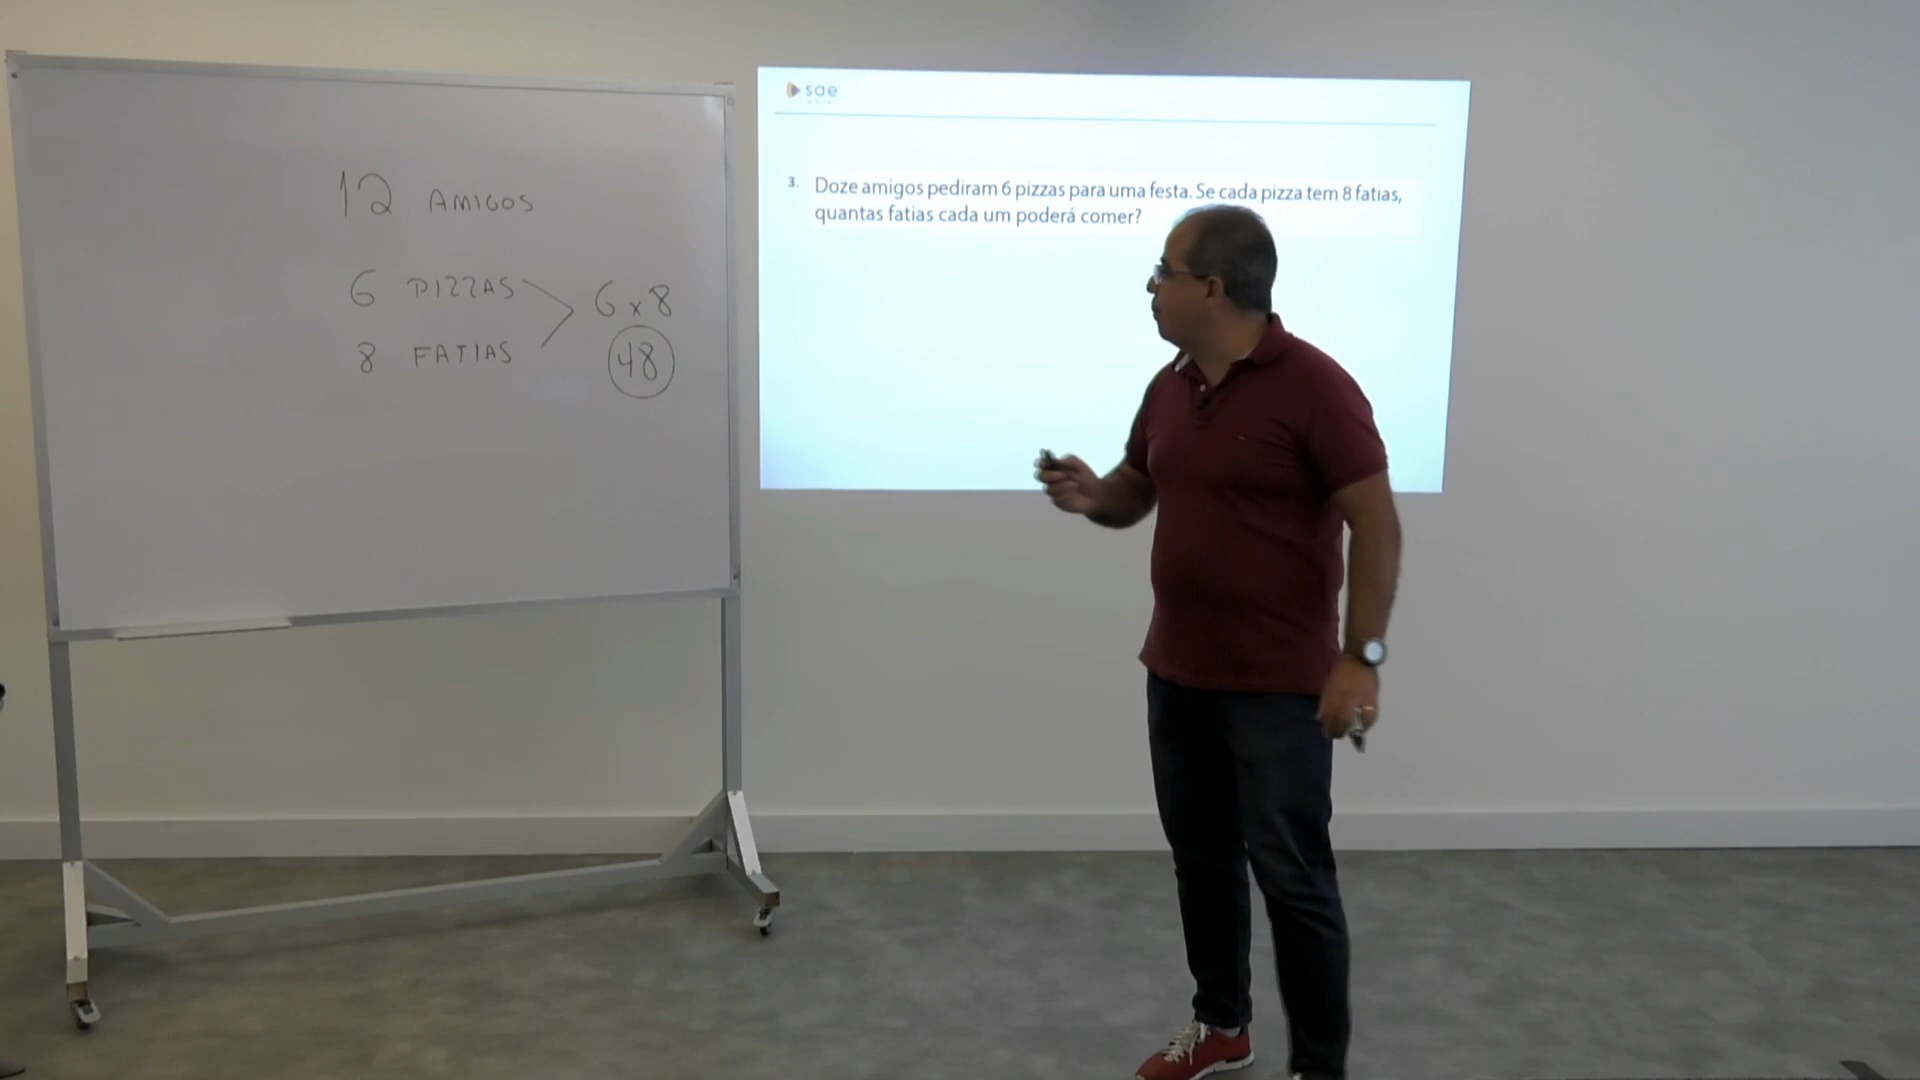 12 AMIGOS
6 PIZZAS
8 FATIAS
6 x 8
48
sae
3. Doze amigos pediram 6 pizzas para uma festa. Se cada pizza tem 8 fatias,
quantas fatias cada um poderá comer?